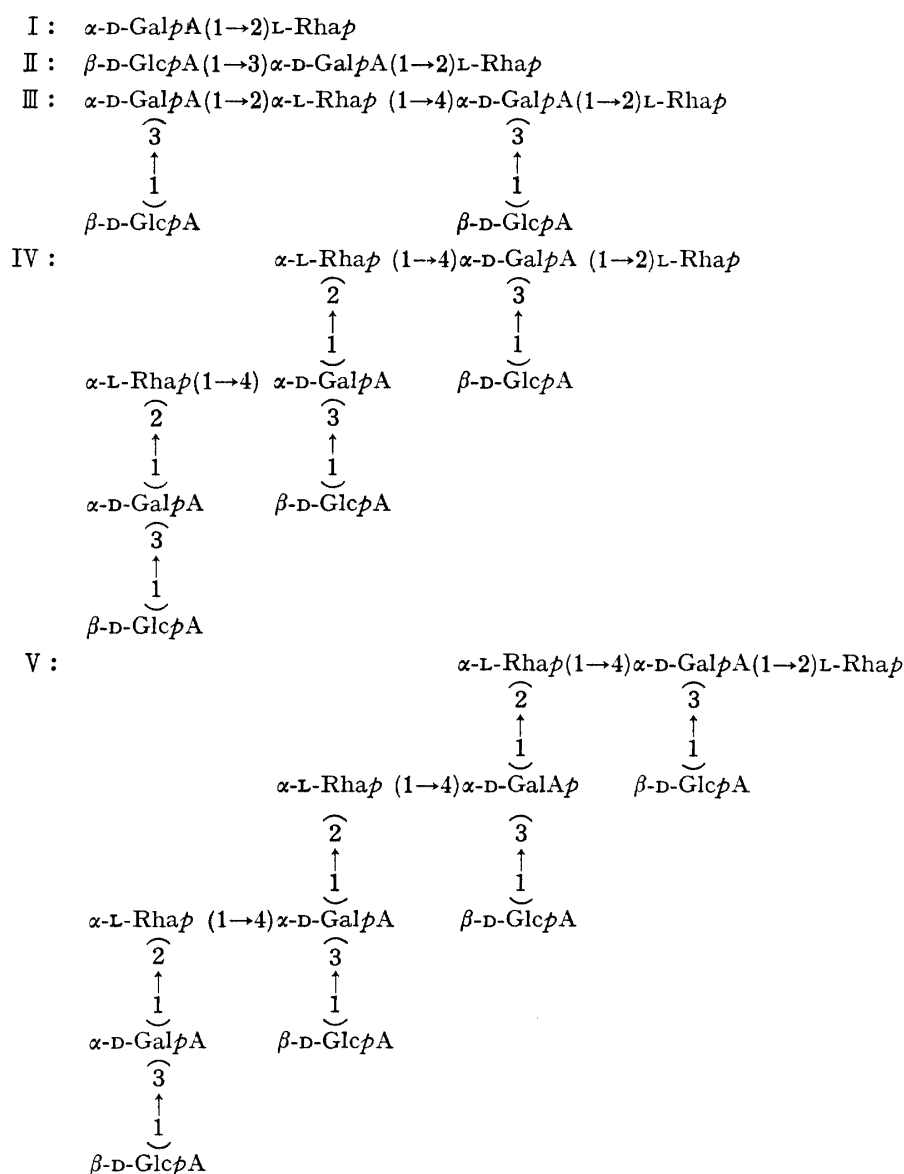 I : α-D-GalpA(1→2)L-Rhap
II : β-D-GlcpA(1→3)α-D-GalpA(1→2)L-Rhap
III : α-D-GalpA(1→2)α-L-Rhap (1→4)α-D-GalpA(1→2)L-Rhap
3 3
↑ ↑
1 1
β-D-GlcpA β-D-GlcpA
IV : α-L-Rhap (1→4)α-D-GalpA (1→2)L-Rhap
2 3
↑ ↑
1 1
α-L-Rhap(1→4) α-D-GalpA β-D-GlcpA
2 3
↑ ↑
1 1
α-D-GalpA β-D-GlcpA
3
↑
1
β-D-GlcpA
V : α-L-Rhap(1→4)α-D-GalpA(1→2)L-Rhap
2 3
↑ ↑
1 1
α-L-Rhap (1→4)α-D-GalAp β-D-GlcpA
2 3
↑ ↑
1 1
α-L-Rhap (1→4)α-D-GalpA β-D-GlcpA
2 3
↑ ↑
1 1
α-D-GalpA β-D-GlcpA
3
↑
1
β-D-GlcpA